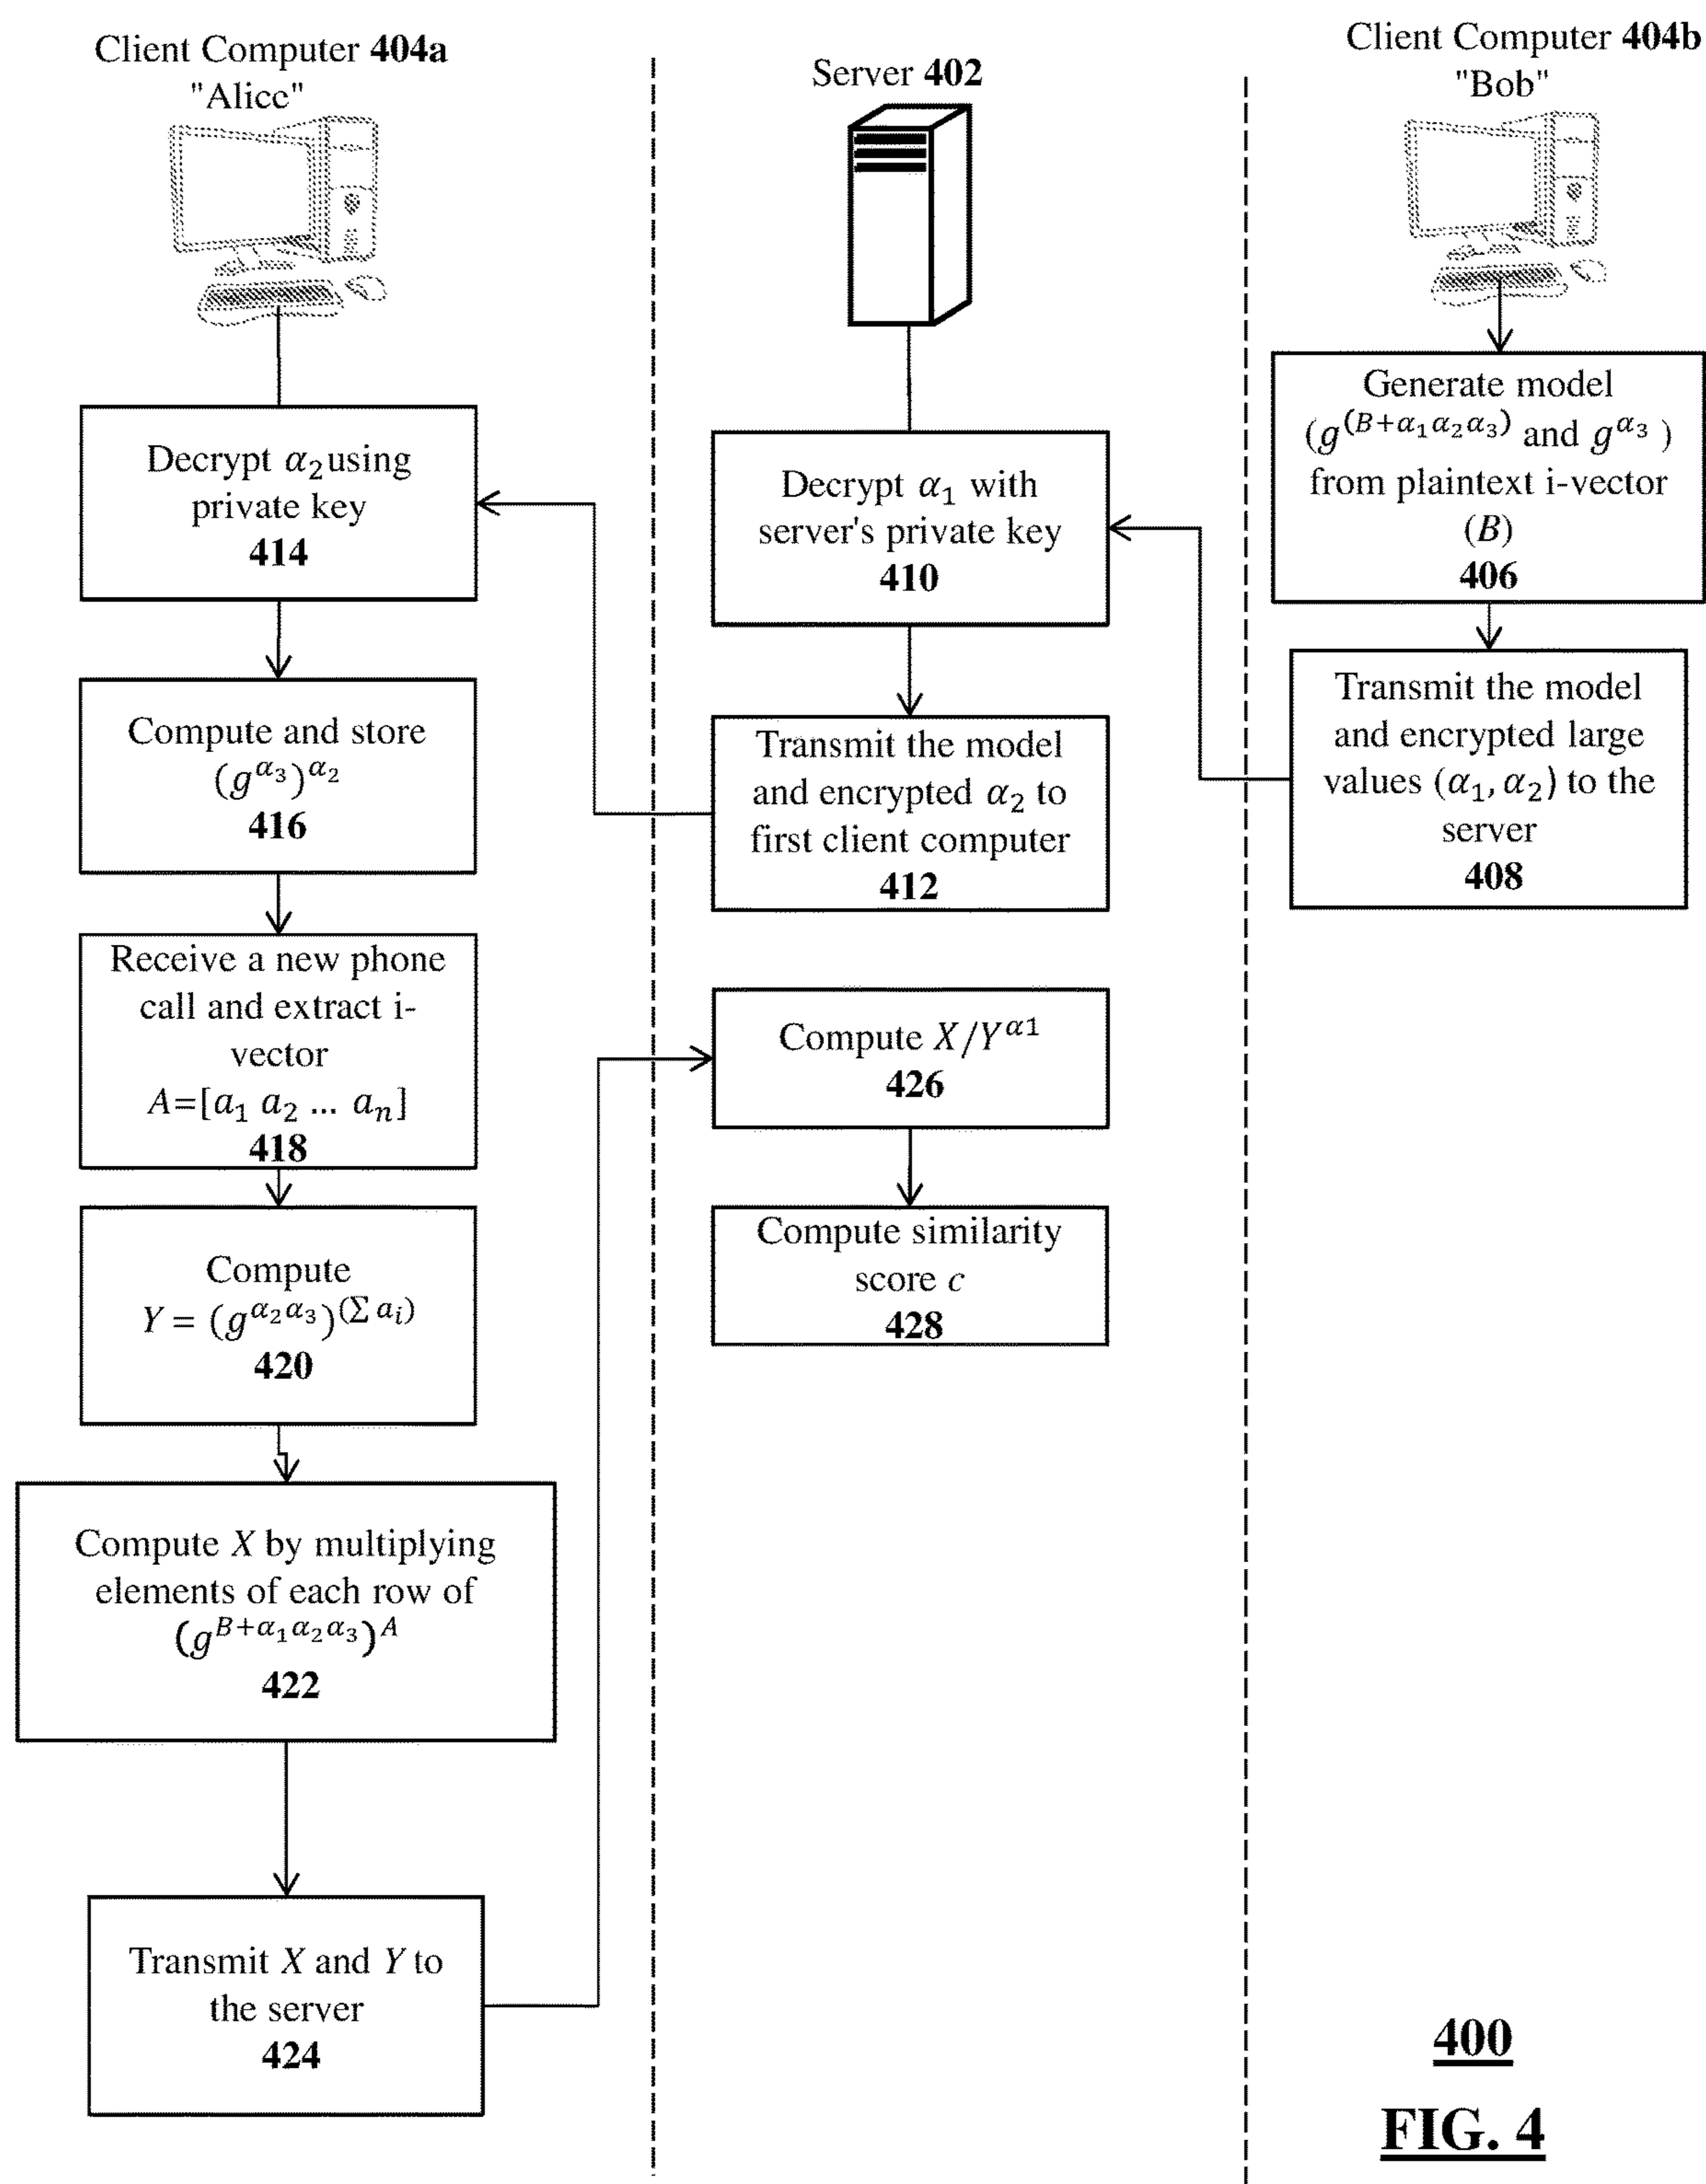 Client Computer 404a
"Alice"
Decrypt α₂ using
private key
414
Compute and store
(g^α₃)^α₂
416
Receive a new phone
call and extract i-
vector
A=[a₁ a₂ ... aₙ]
418
Compute
Y = (g^α₂α₃)^(∑ aᵢ)
420
Compute X by multiplying
elements of each row of
(g^B+α₁α₂α₃)^A
422
Transmit X and Y to
the server
424
Server 402
Decrypt α₁ with
server's private key
410
Transmit the model
and encrypted α₂ to
first client computer
412
Compute X/Y^α1
426
Compute similarity
score c
428
Client Computer 404b
"Bob"
Generate model
(g^(B+α₁α₂α₃) and g^α₃ )
from plaintext i-vector
(B)
406
Transmit the model
and encrypted large
values (α₁, α₂) to the
server
408
400
FIG. 4